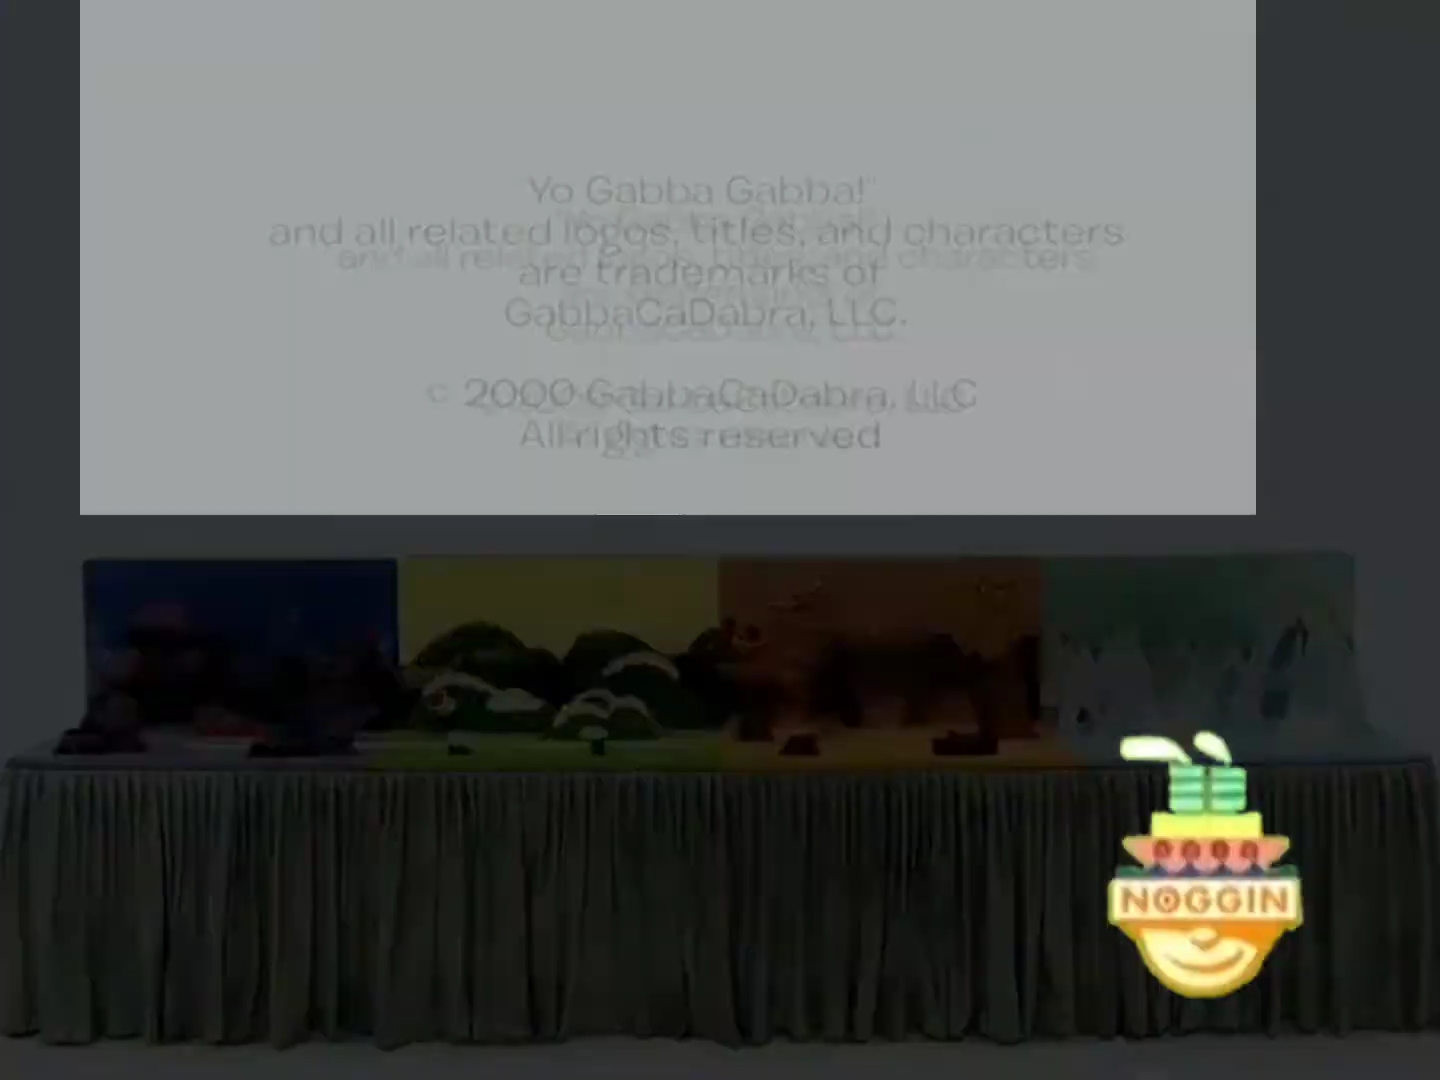 "Yo Gabba Gabba!"
and all related logos, titles, and characters
are trademarks of
GabbaCaDabra, LLC.
© 2000 GabbaCaDabra, LLC
All rights reserved
NOGGIN